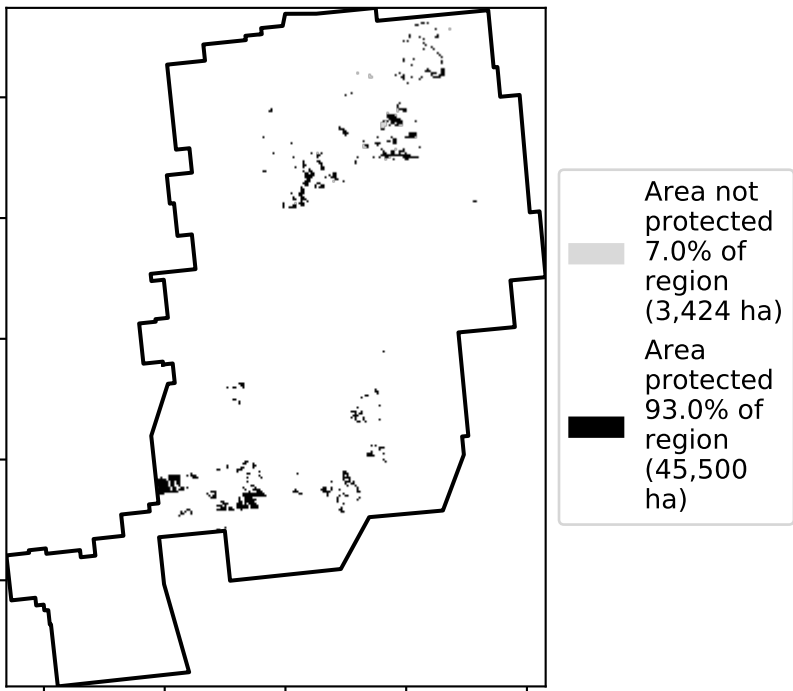 Area not
protected
7.0% of
region
(3,424 ha)
Area
protected
93.0% of
region
(45,500
ha)